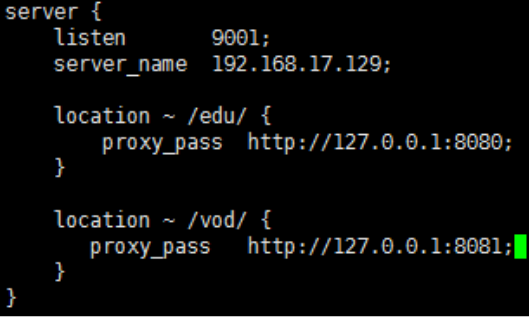 server {
    listen       9001;
    server_name  192.168.17.129;

    location ~ /edu/ {
        proxy_pass  http://127.0.0.1:8080;
    }

    location ~ /vod/ {
       proxy_pass   http://127.0.0.1:8081;
    }
}